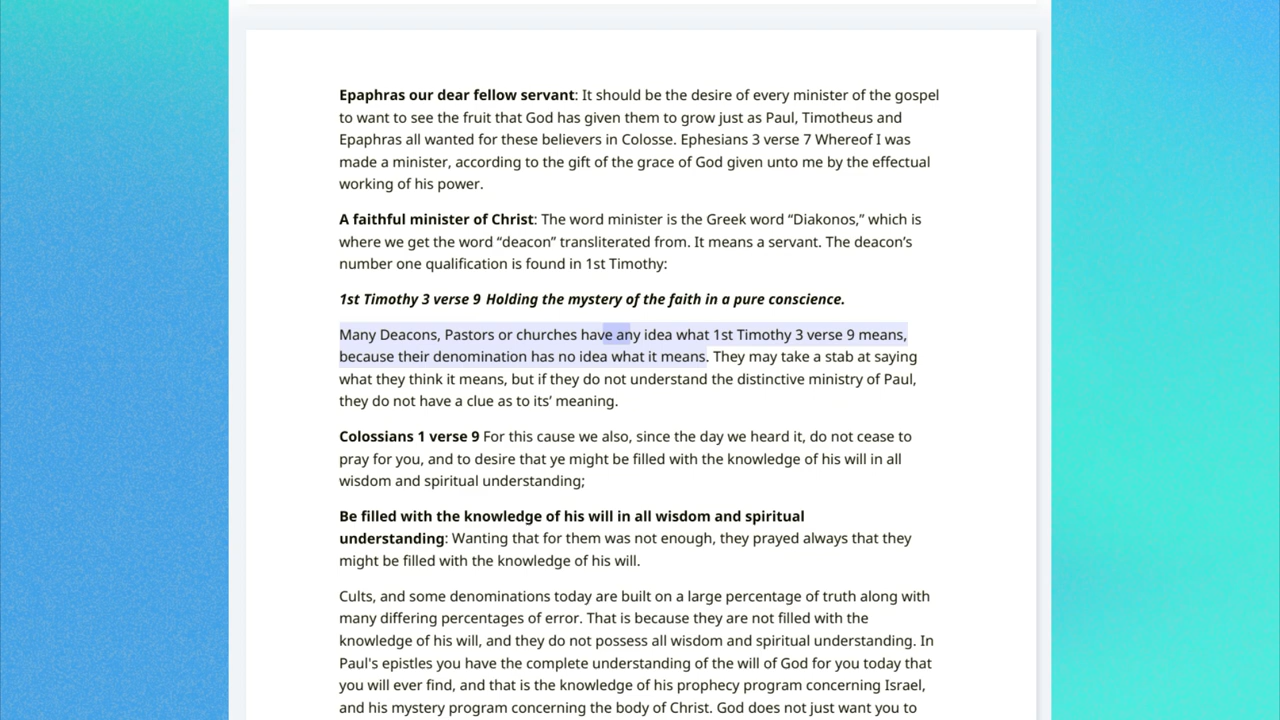 Epaphras our dear fellow servant: It should be the desire of every minister of the gospel
to want to see the fruit that God has given them to grow just as Paul, Timotheus and
Epaphras all wanted for these believers in Colosse. Ephesians 3 verse 7 Whereof I was
made a minister, according to the gift of the grace of God given unto me by the effectual
working of his power.
A faithful minister of Christ: The word minister is the Greek word “Diakonos,” which is
where we get the word “deacon” transliterated from. It means a servant. The deacon’s
number one qualification is found in 1st Timothy:
1st Timothy 3 verse 9 Holding the mystery of the faith in a pure conscience.
Many Deacons, Pastors or churches have any idea what 1st Timothy 3 verse 9 means,
because their denomination has no idea what it means. They may take a stab at saying
what they think it means, but if they do not understand the distinctive ministry of Paul,
they do not have a clue as to its’ meaning.
Colossians 1 verse 9 For this cause we also, since the day we heard it, do not cease to
pray for you, and to desire that ye might be filled with the knowledge of his will in all
wisdom and spiritual understanding;
Be filled with the knowledge of his will in all wisdom and spiritual
understanding: Wanting that for them was not enough, they prayed always that they
might be filled with the knowledge of his will.
Cults, and some denominations today are built on a large percentage of truth along with
many differing percentages of error. That is because they are not filled with the
knowledge of his will, and they do not possess all wisdom and spiritual understanding. In
Paul's epistles you have the complete understanding of the will of God for you today that
you will ever find, and that is the knowledge of his prophecy program concerning Israel,
and his mystery program concerning the body of Christ. God does not just want you to